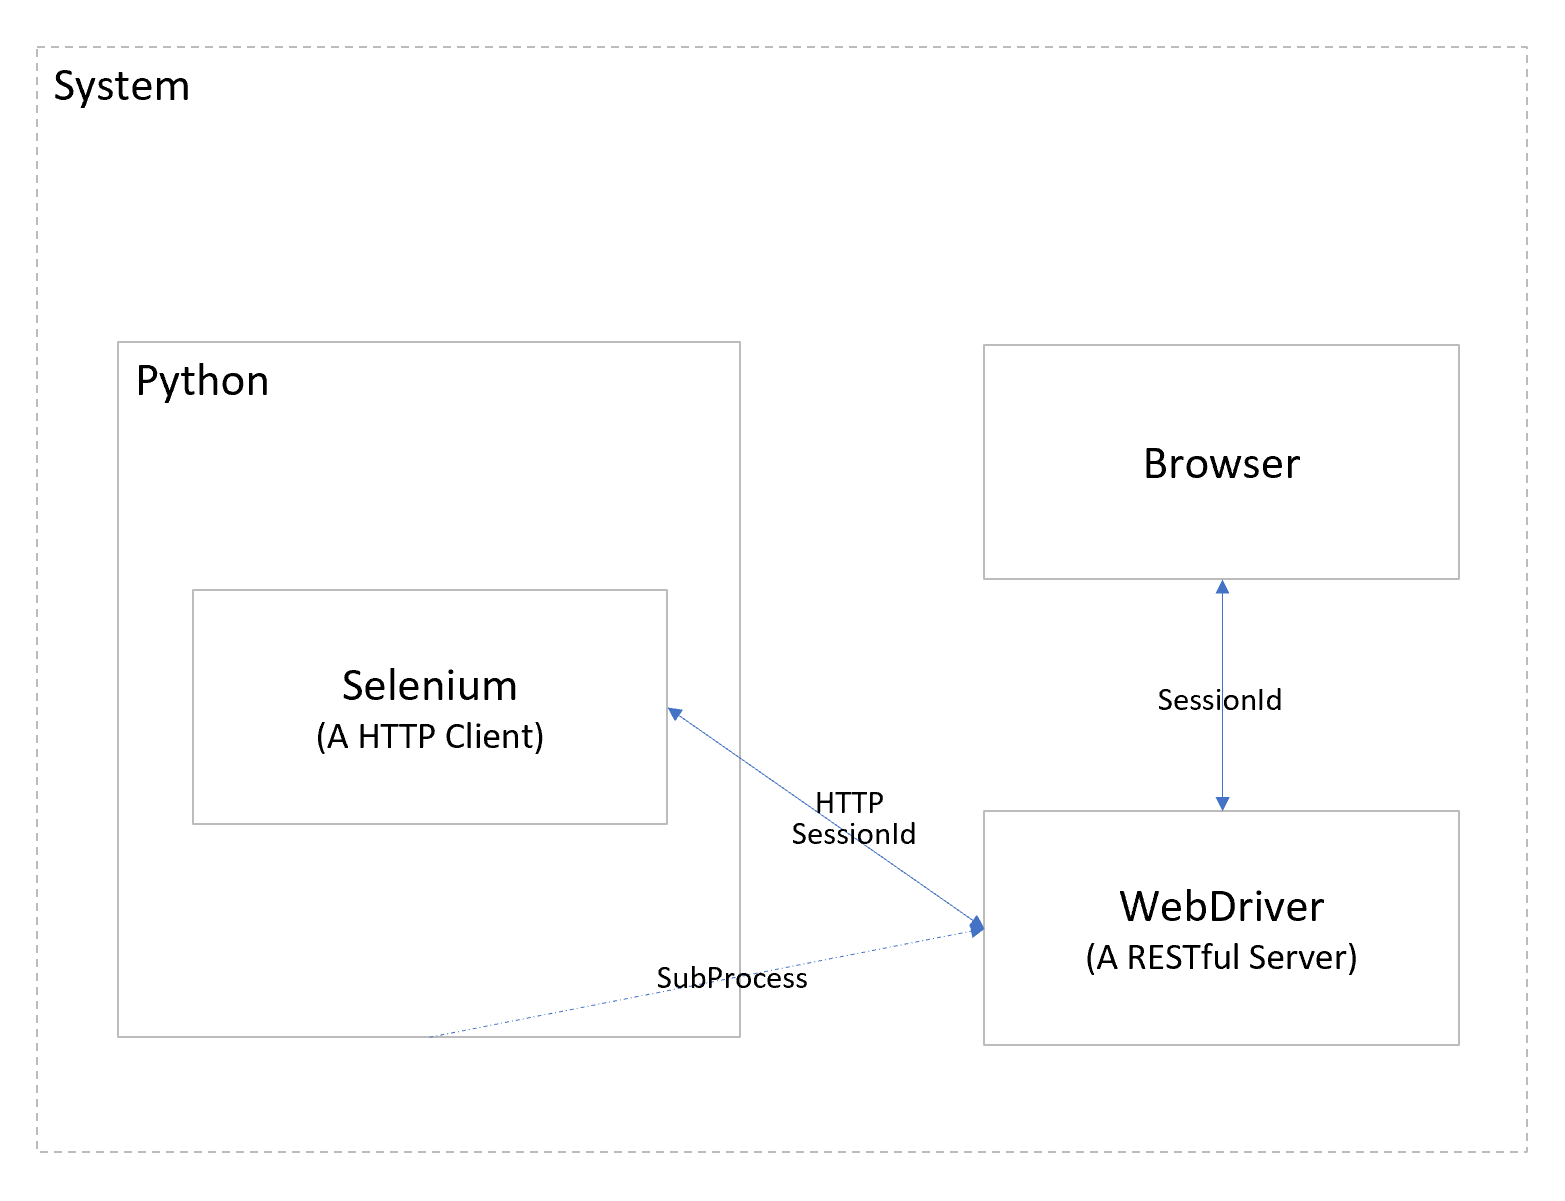 System
Python
Browser
Selenium
(A HTTP Client)
SessionId
HTTP
SessionId
WebDriver
(A RESTful Server)
SubProcess